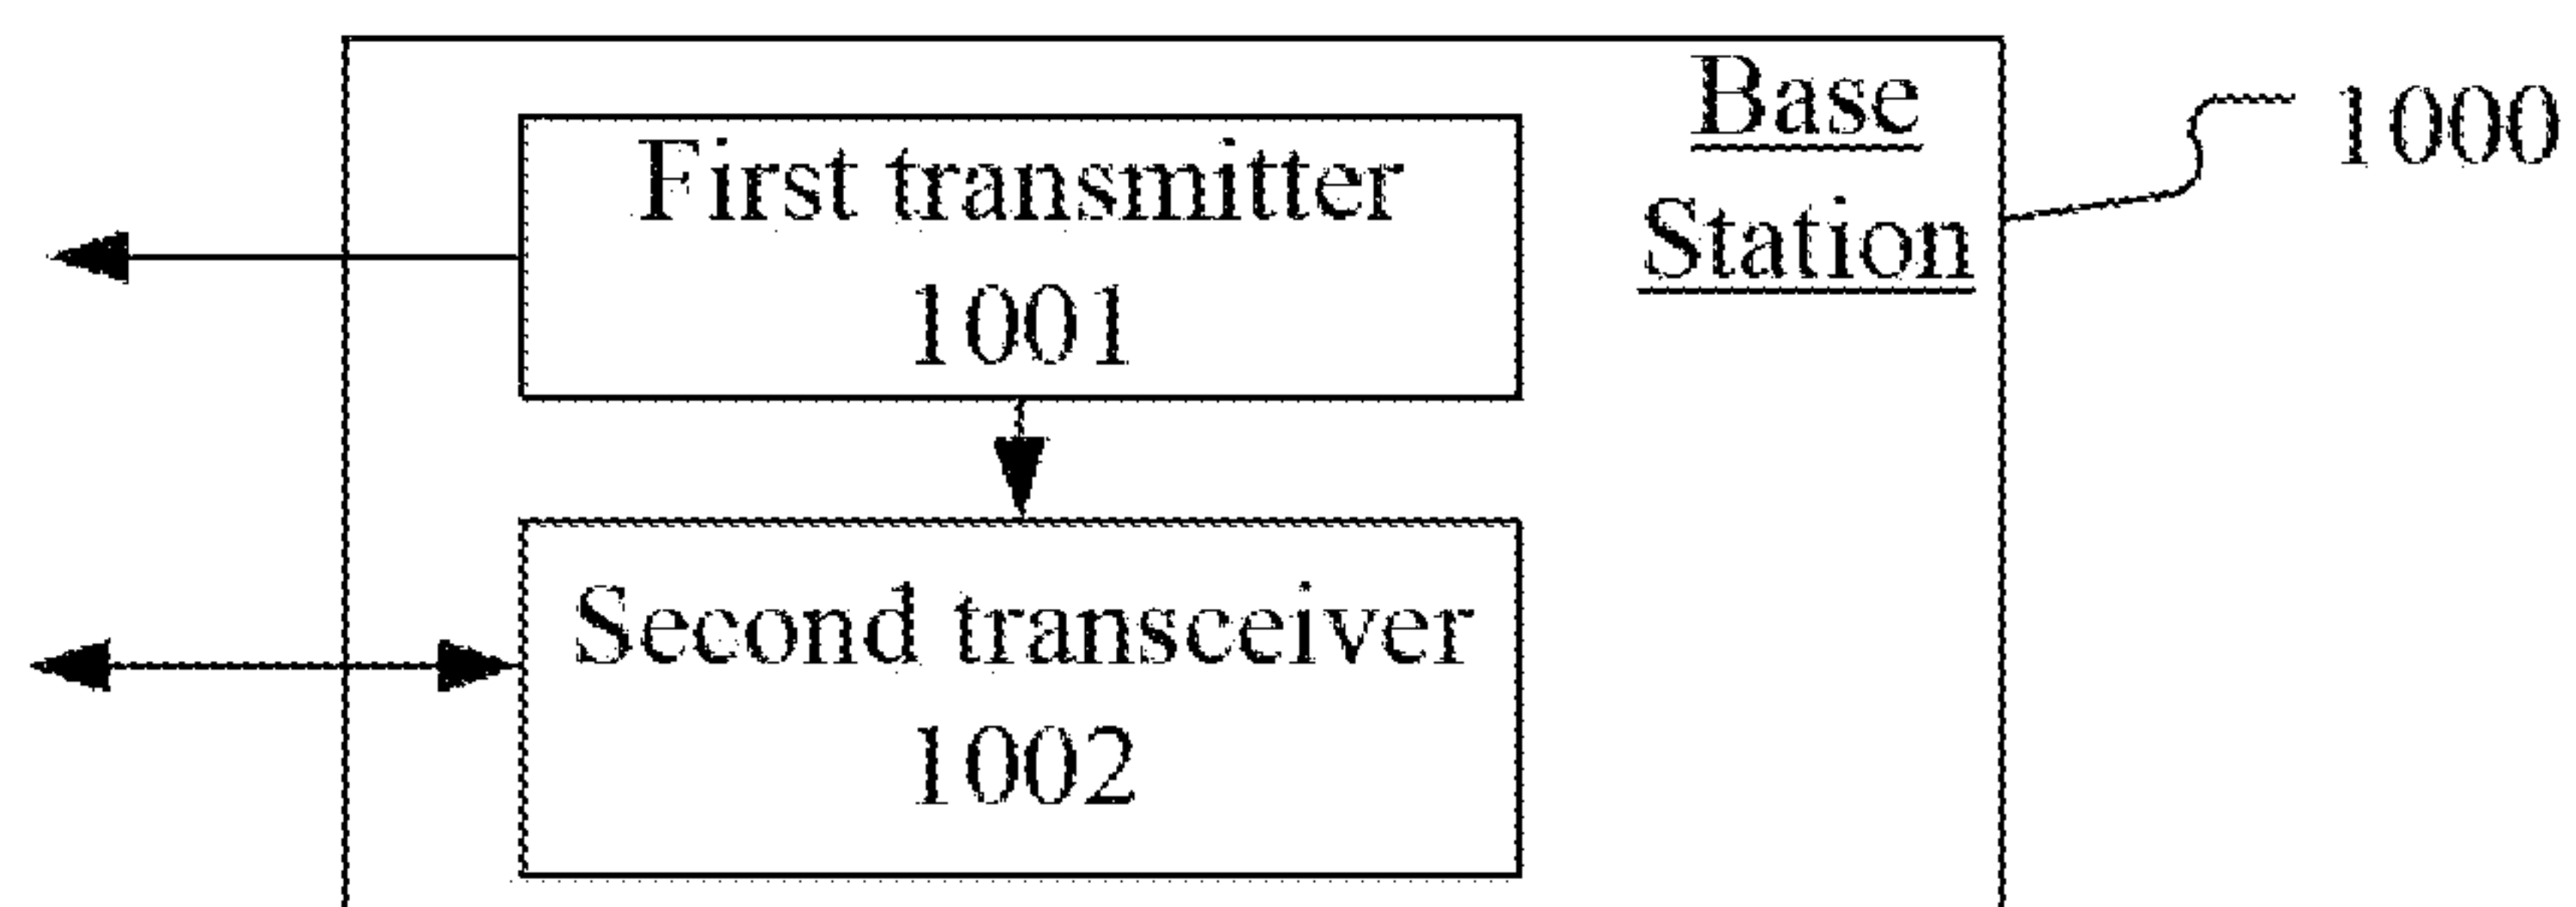 Base
Station
1000
First transmitter
1001
Second transceiver
1002